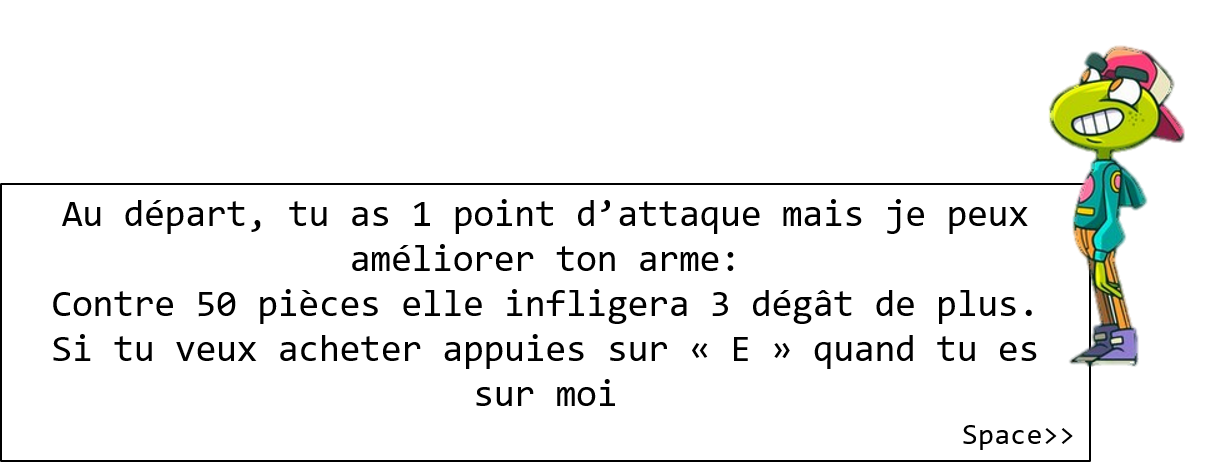 Au départ, tu as 1 point d’attaque mais je peux
améliorer ton arme:
Contre 50 pièces elle infligera 3 dégât de plus.
Si tu veux acheter appuies sur « E » quand tu es
sur moi
Space>>